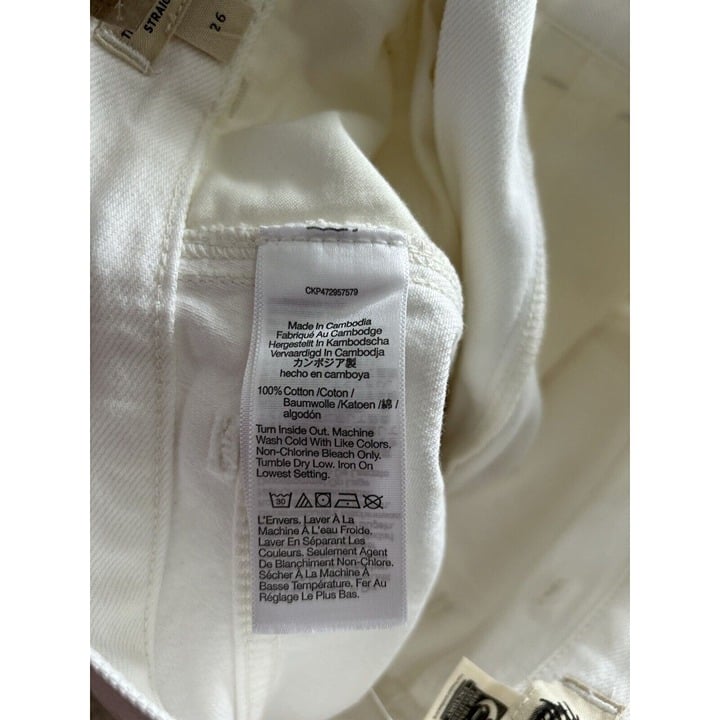 STRAIG
26
CKP472957579
Made In Cambodia
Fabriqué Au Cambodge
Hergestellt In Kambodscha
Vervaardigd In Cambodja
カンボジア製
hecho en camboya
100% Cotton /Coton /
Baumwolle /Katoen /綿 /
algodón
Turn Inside Out. Machine
Wash Cold With Like Colors.
Non-Chlorine Bleach Only.
Tumble Dry Low. Iron On
Lowest Setting.
30
L'Envers. Laver À La
Machine À L'eau Froide.
Laver En Séparant Les
Couleurs. Seulement Agent
De Blanchiment Non-Chlore.
Sécher À La Machine À
Basse Température. Fer Au
Réglage Le Plus Bas.